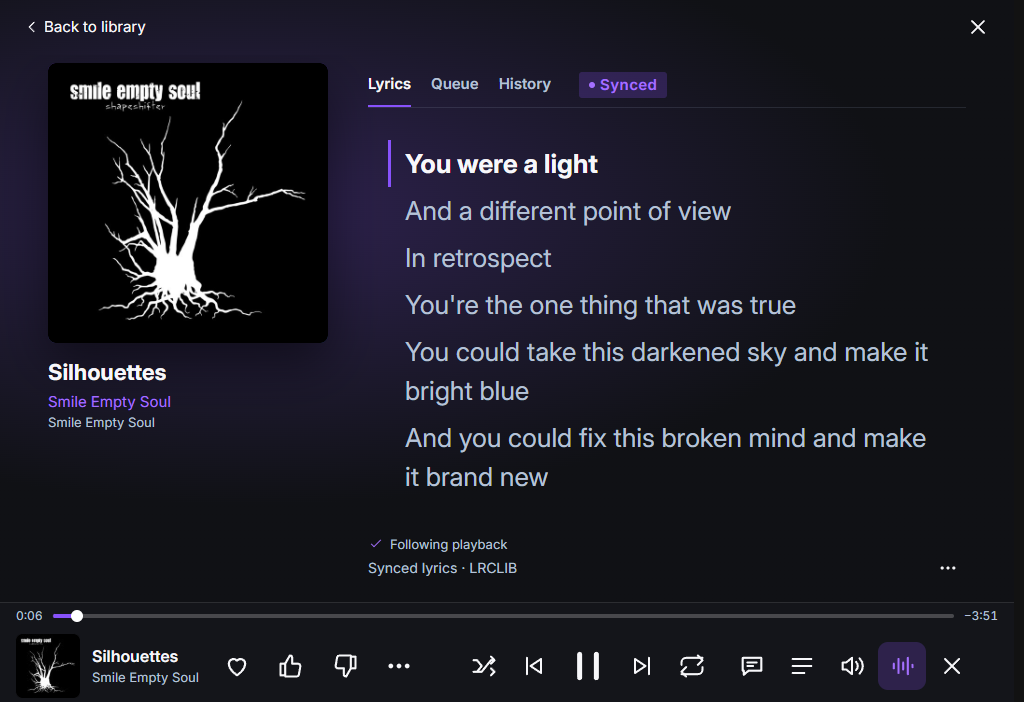 Back to library
smile empty soul
shapeshifter
Silhouettes
Smile Empty Soul
Smile Empty Soul
Lyrics Queue History Synced
You were a light
And a different point of view
In retrospect
You're the one thing that was true
You could take this darkened sky and make it
bright blue
And you could fix this broken mind and make
it brand new
Following playback
Synced lyrics · LRCLIB
0:06 −3:51
smile empty soul
Silhouettes
Smile Empty Soul